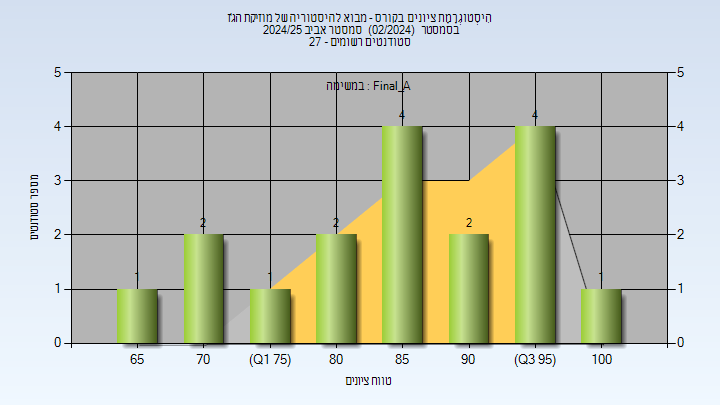 היסטוגרמת ציונים בקורס - מבוא להיסטוריה של מוזיקת הג'ז
בסמסטר (02/2024) סמסטר אביב 2024/25
סטודנטים רשומים - 27
במשימה : Final_A
5 5
4 4
4 4
3 3
2 2 2
2 2
1 1 1
1 1
0 0
65 70 (Q1 75) 80 85 90 (Q3 95) 100
מספר סטודנטים
טווח ציונים